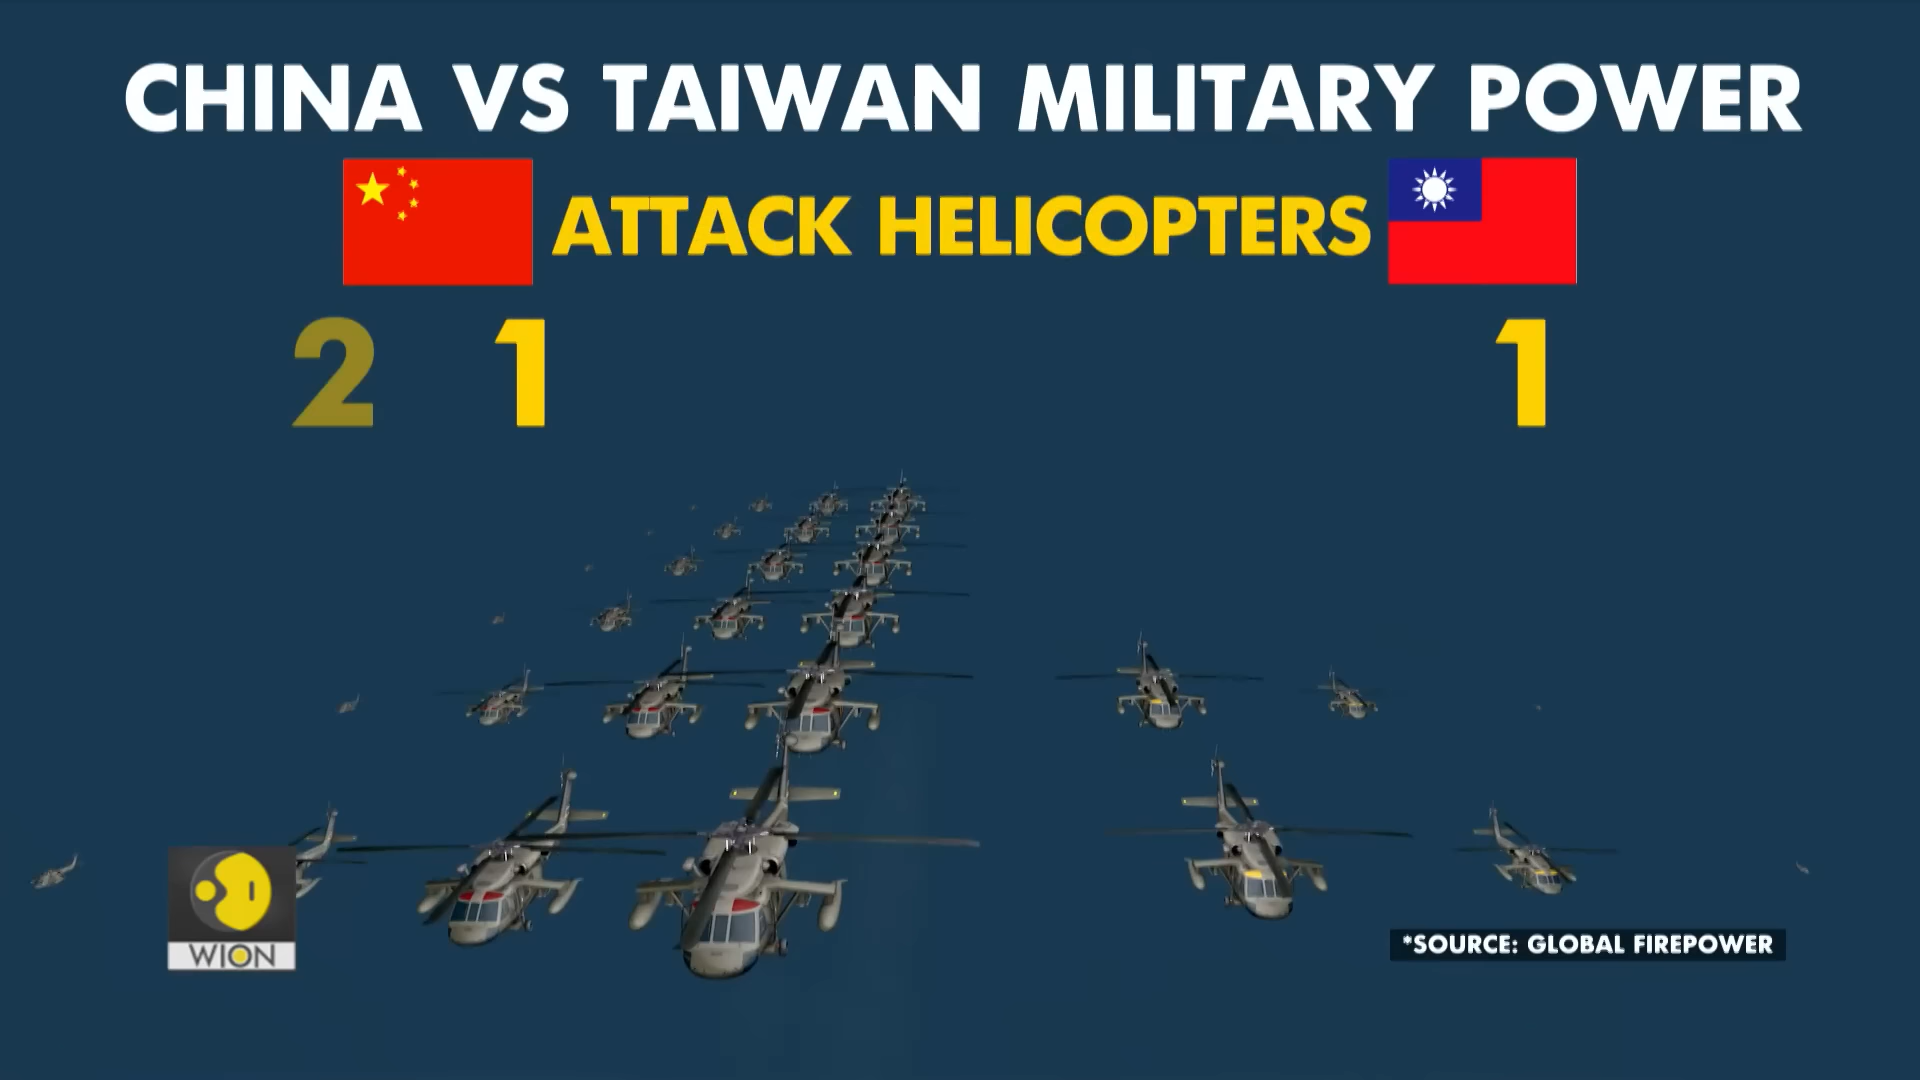 CHINA VS TAIWAN MILITARY POWER
ATTACK HELICOPTERS
2 1
1
WION
*SOURCE: GLOBAL FIREPOWER